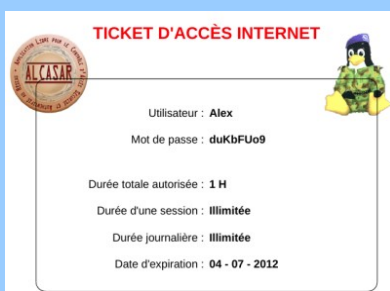 TICKET D'ACCÈS INTERNET
ALCASAR
Utilisateur : Alex
Mot de passe : duKbFUo9
Durée totale autorisée : 1 H
Durée d'une session : Illimitée
Durée journalière : Illimitée
Date d'expiration : 04 - 07 - 2012